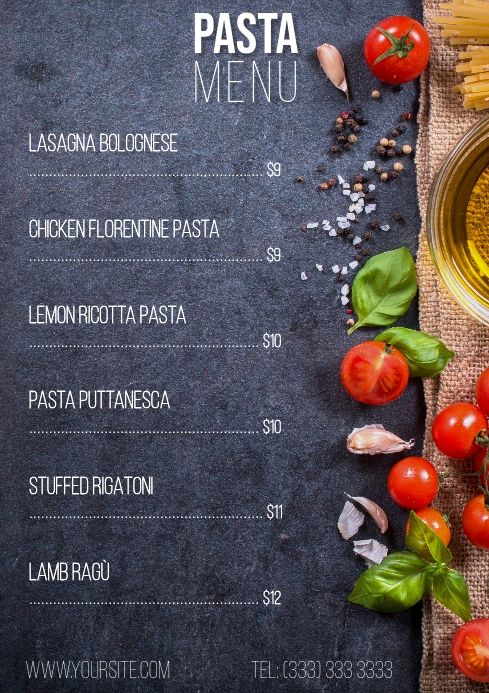 PASTA
MENU
LASAGNA BOLOGNESE
........................................................ $9
CHICKEN FLORENTINE PASTA
........................................................ $9
LEMON RICOTTA PASTA
....................................................... $10
PASTA PUTTANESCA
....................................................... $10
STUFFED RIGATONI
....................................................... $11
LAMB RAGÙ
....................................................... $12
WWW.YOURSITE.COM
TEL: (333) 333 3333